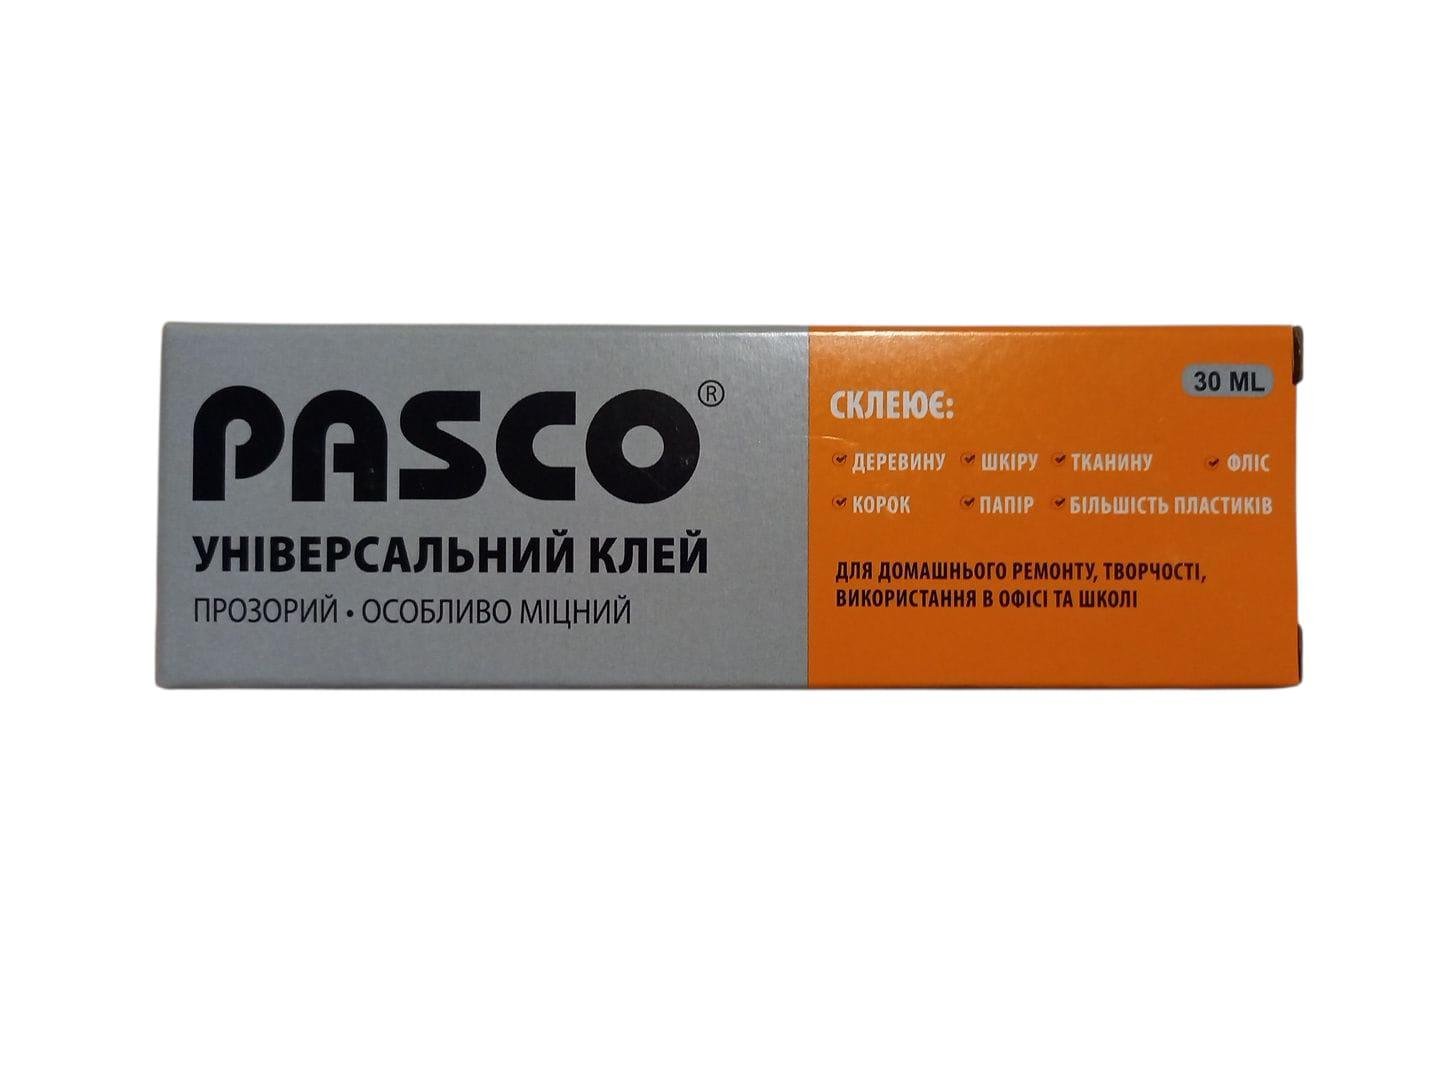 PASCO®
УНІВЕРСАЛЬНИЙ КЛЕЙ
ПРОЗОРИЙ • ОСОБЛИВО МІЦНИЙ
30 ML
СКЛЕЮЄ:
ДЕРЕВИНУ ШКІРУ ТКАНИНУ ФЛІС
КОРОК ПАПІР БІЛЬШІСТЬ ПЛАСТИКІВ
ДЛЯ ДОМАШНЬОГО РЕМОНТУ, ТВОРЧОСТІ,
ВИКОРИСТАННЯ В ОФІСІ ТА ШКОЛІ